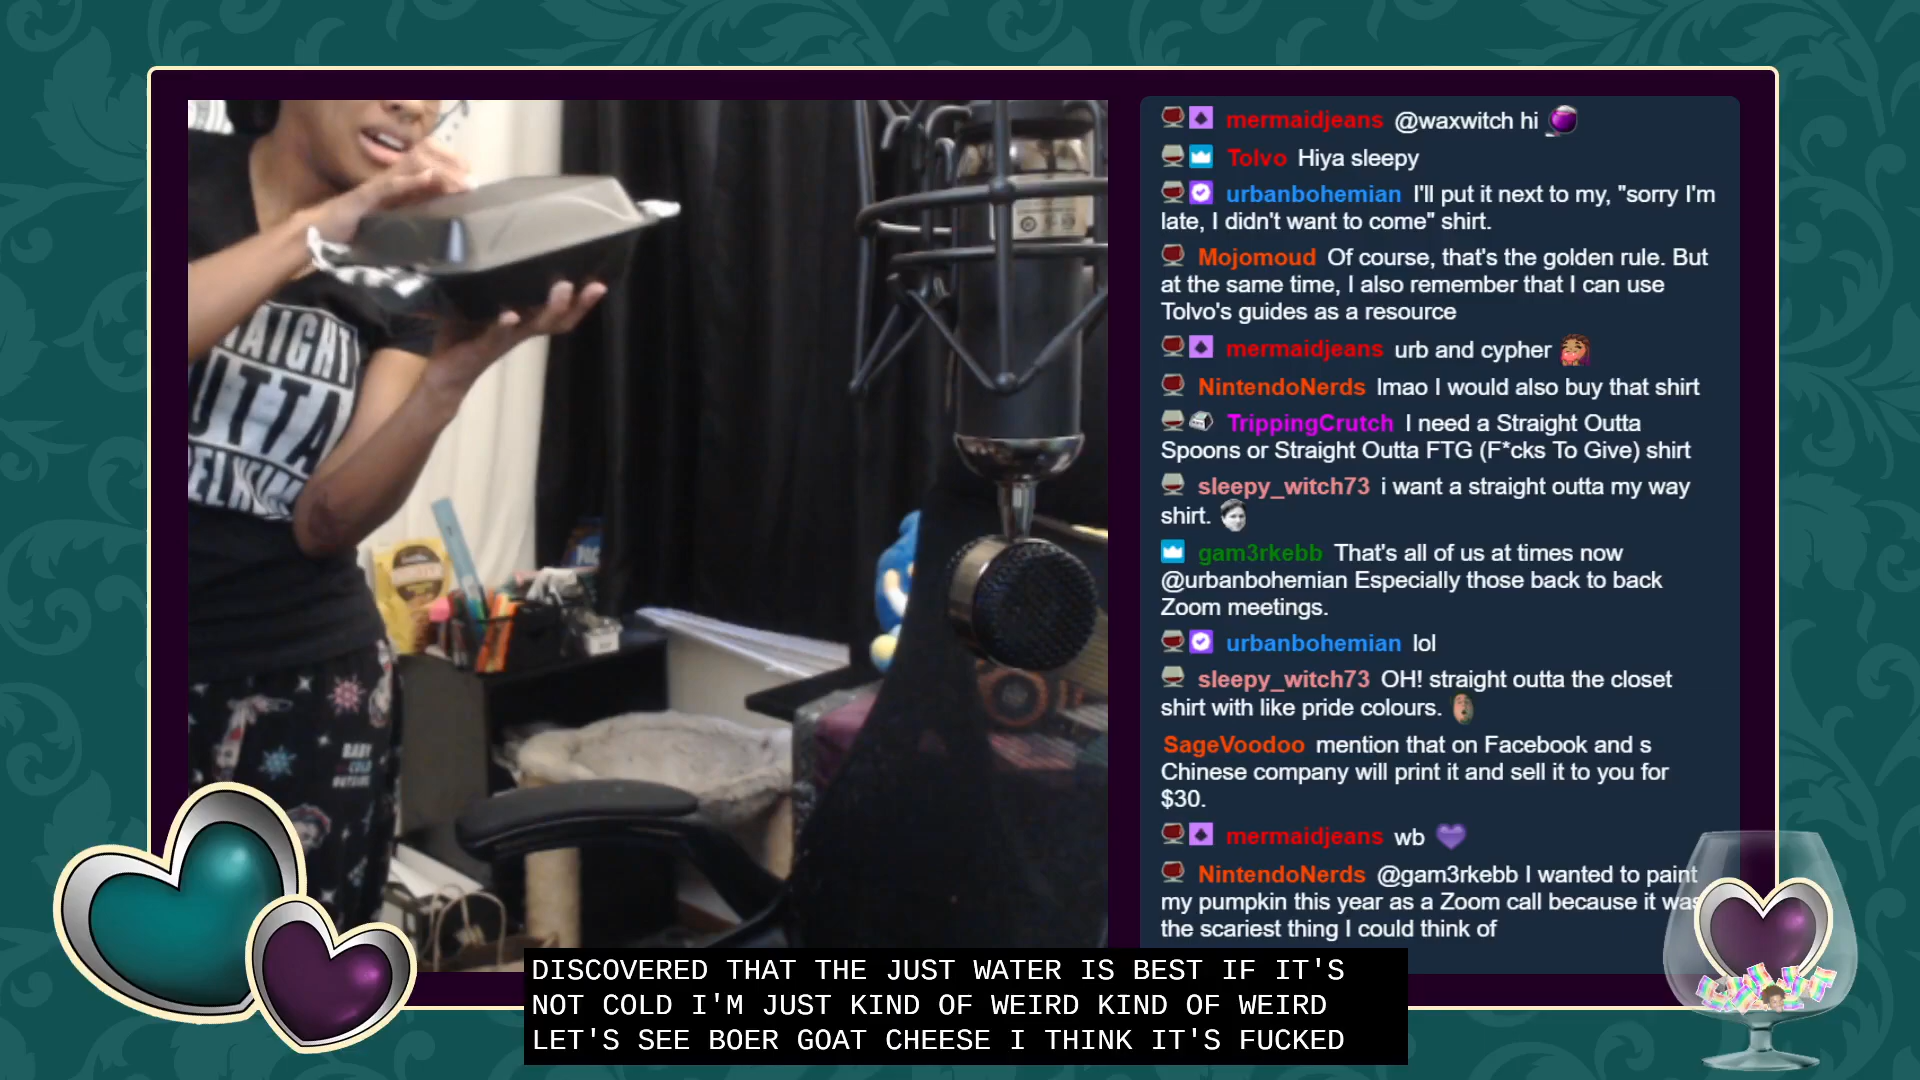 RAIGHT
UTTA
BABY
COLD
OUTSIDE
mermaidjeans @waxwitch hi
Tolvo Hiya sleepy
urbanbohemian I'll put it next to my, "sorry I'm
late, I didn't want to come" shirt.
Mojomoud Of course, that's the golden rule. But
at the same time, I also remember that I can use
Tolvo's guides as a resource
mermaidjeans urb and cypher
NintendoNerds lmao I would also buy that shirt
TrippingCrutch I need a Straight Outta
Spoons or Straight Outta FTG (F*cks To Give) shirt
sleepy_witch73 i want a straight outta my way
shirt.
gam3rkebb That's all of us at times now
@urbanbohemian Especially those back to back
Zoom meetings.
urbanbohemian lol
sleepy_witch73 OH! straight outta the closet
shirt with like pride colours.
SageVoodoo mention that on Facebook and s
Chinese company will print it and sell it to you for
$30.
mermaidjeans wb
NintendoNerds @gam3rkebb I wanted to paint
my pumpkin this year as a Zoom call because it was
the scariest thing I could think of
DISCOVERED THAT THE JUST WATER IS BEST IF IT'S
NOT COLD I'M JUST KIND OF WEIRD KIND OF WEIRD
LET'S SEE BOER GOAT CHEESE I THINK IT'S FUCKED